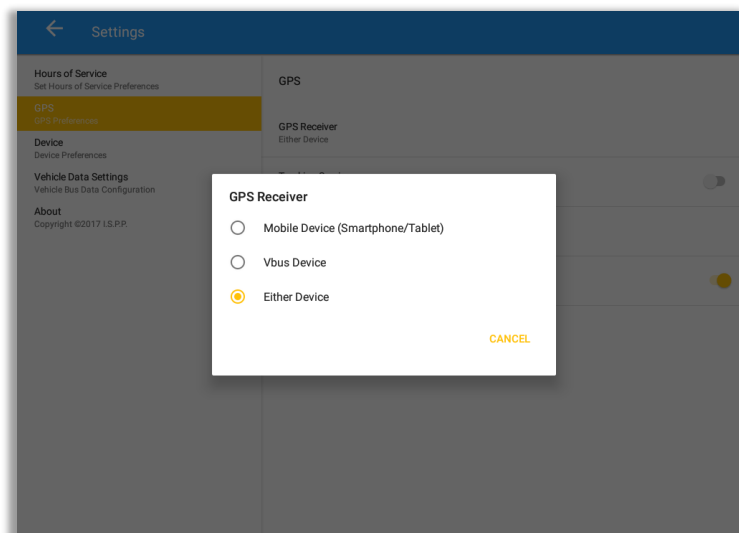 Settings
Hours of Service
Set Hours of Service Preferences
GPS
GPS Preferences
Device
Device Preferences
Vehicle Data Settings
Vehicle Bus Data Configuration
About
Copyright ©2017 I.S.P.P.
GPS
GPS Receiver
Either Device
GPS Receiver
Mobile Device (Smartphone/Tablet)
Vbus Device
Either Device
CANCEL